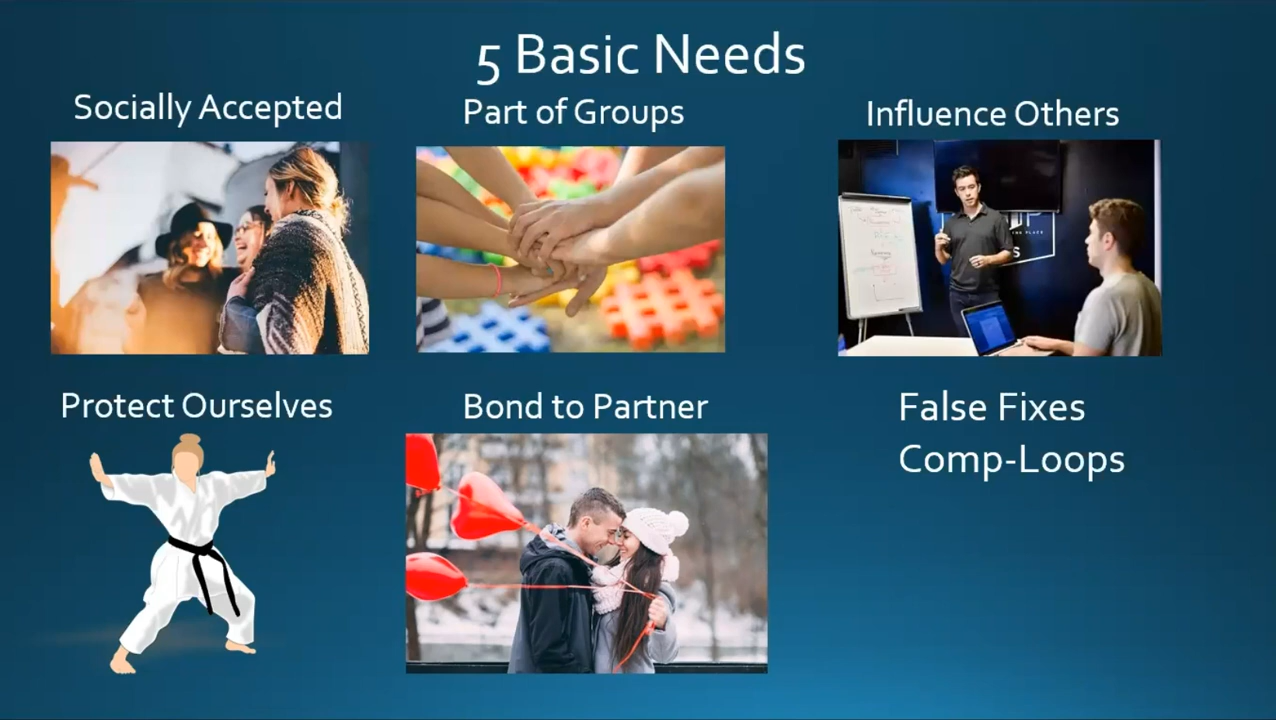 5 Basic Needs
Socially Accepted
Part of Groups
Influence Others
Protect Ourselves
Bond to Partner
False Fixes
Comp-Loops